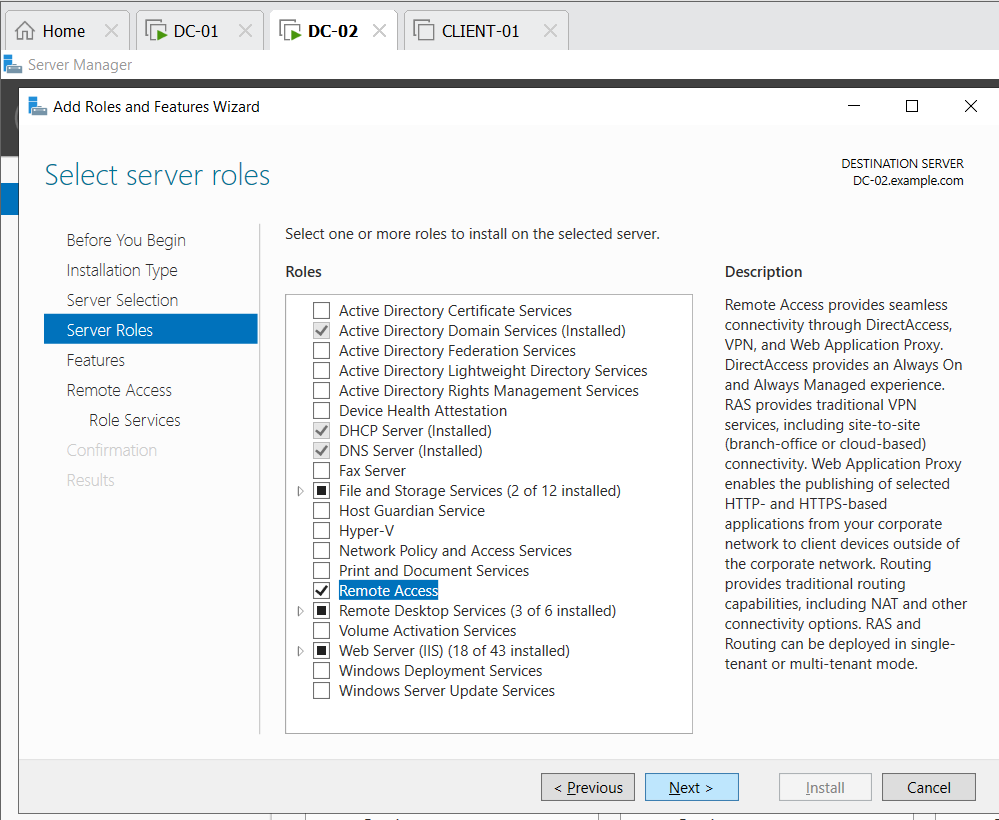 Home
DC-01
DC-02
CLIENT-01
Server Manager
Add Roles and Features Wizard
Select server roles
DESTINATION SERVER
DC-02.example.com
Before You Begin
Installation Type
Server Selection
Server Roles
Features
Remote Access
Role Services
Confirmation
Results
Select one or more roles to install on the selected server.
Roles
Active Directory Certificate Services
Active Directory Domain Services (Installed)
Active Directory Federation Services
Active Directory Lightweight Directory Services
Active Directory Rights Management Services
Device Health Attestation
DHCP Server (Installed)
DNS Server (Installed)
Fax Server
File and Storage Services (2 of 12 installed)
Host Guardian Service
Hyper-V
Network Policy and Access Services
Print and Document Services
Remote Access
Remote Desktop Services (3 of 6 installed)
Volume Activation Services
Web Server (IIS) (18 of 43 installed)
Windows Deployment Services
Windows Server Update Services
Description
Remote Access provides seamless
connectivity through DirectAccess,
VPN, and Web Application Proxy.
DirectAccess provides an Always On
and Always Managed experience.
RAS provides traditional VPN
services, including site-to-site
(branch-office or cloud-based)
connectivity. Web Application Proxy
enables the publishing of selected
HTTP- and HTTPS-based
applications from your corporate
network to client devices outside of
the corporate network. Routing
provides traditional routing
capabilities, including NAT and other
connectivity options. RAS and
Routing can be deployed in single-
tenant or multi-tenant mode.
< Previous
Next >
Install
Cancel